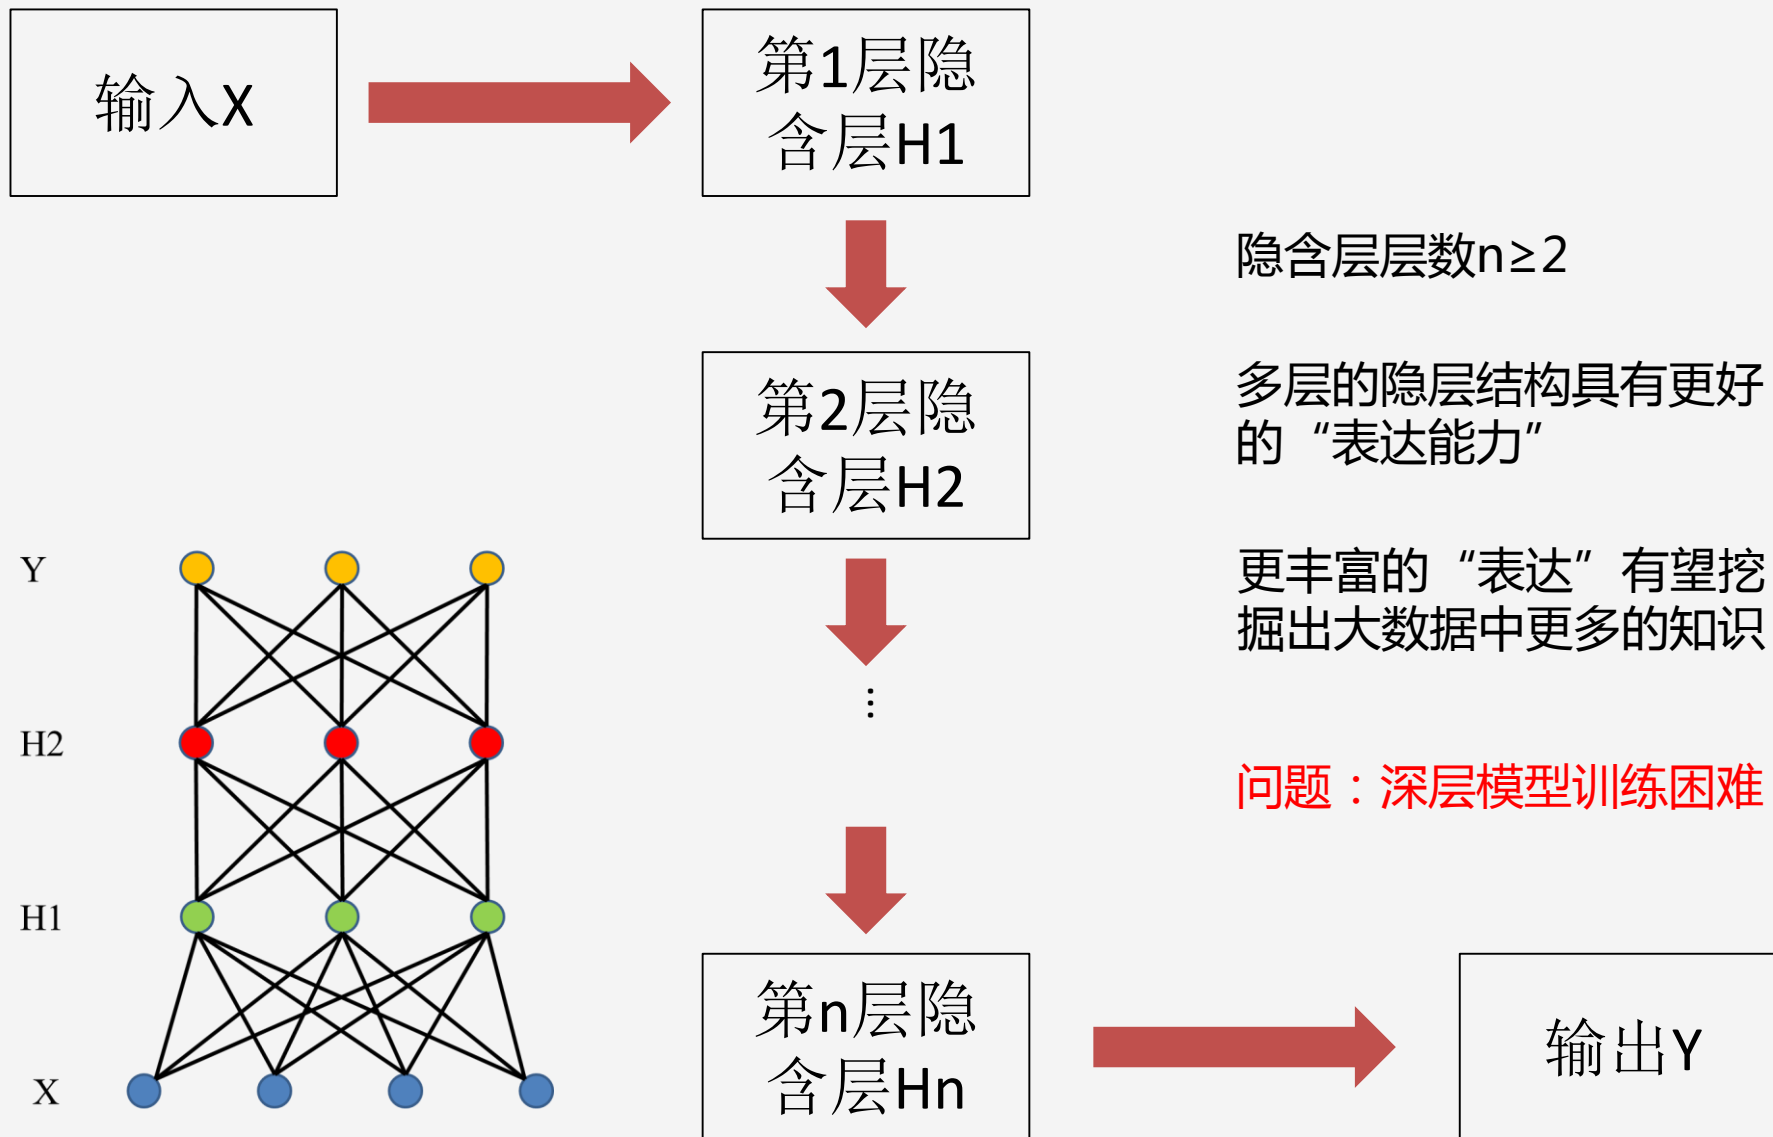 输入X
第1层隐
含层H1
隐含层层数n≥2
第2层隐
含层H2
多层的隐层结构具有更好
的“表达能力”
更丰富的“表达”有望挖
掘出大数据中更多的知识
⋮
问题：深层模型训练困难
第n层隐
含层Hn
输出Y
Y
H2
H1
X